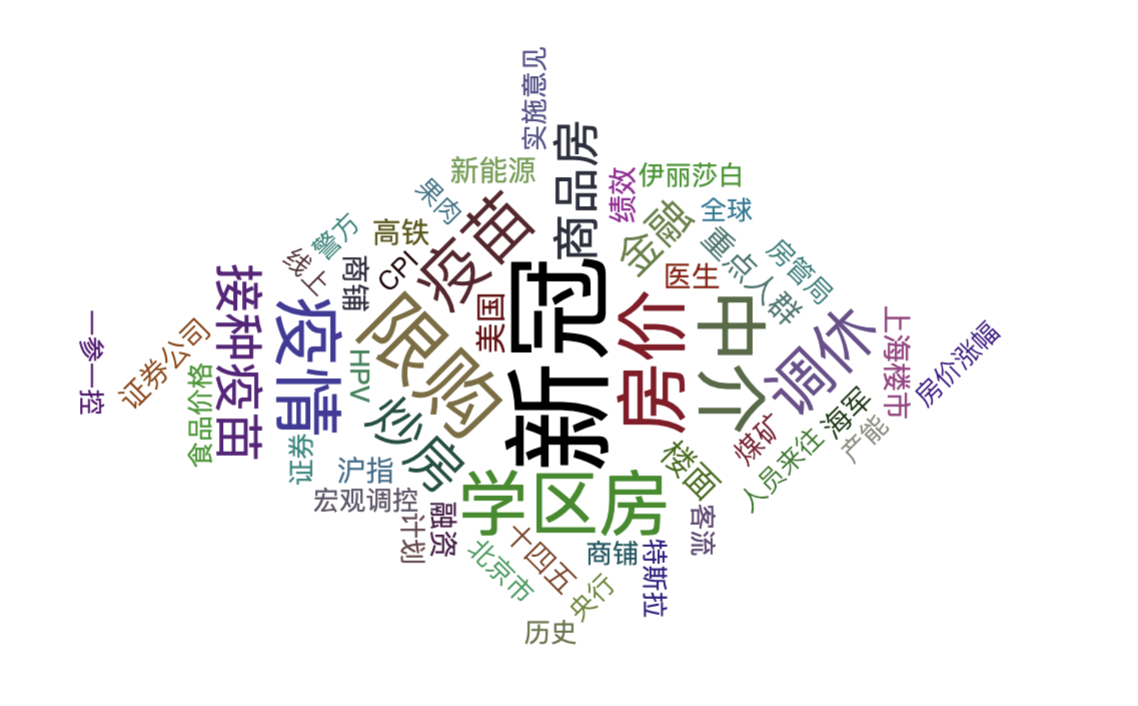 实施意见
商品房
新能源
绩效
伊丽莎白
果肉
疫苗
金融
全球
警方
高铁
重点人群
房管局
线上
商铺
CPI
医生
接种疫苗
疫情
限购
美国
新冠
房价
中介
调休
上海楼市
房价涨幅
一参一控
证券公司
食品价格
HPV
炒房
煤矿
海军
人员来往
产能
证券
沪指
宏观调控
学区房
楼面
客流
计划
融资
北京市
十四五
商铺
特斯拉
央行
历史